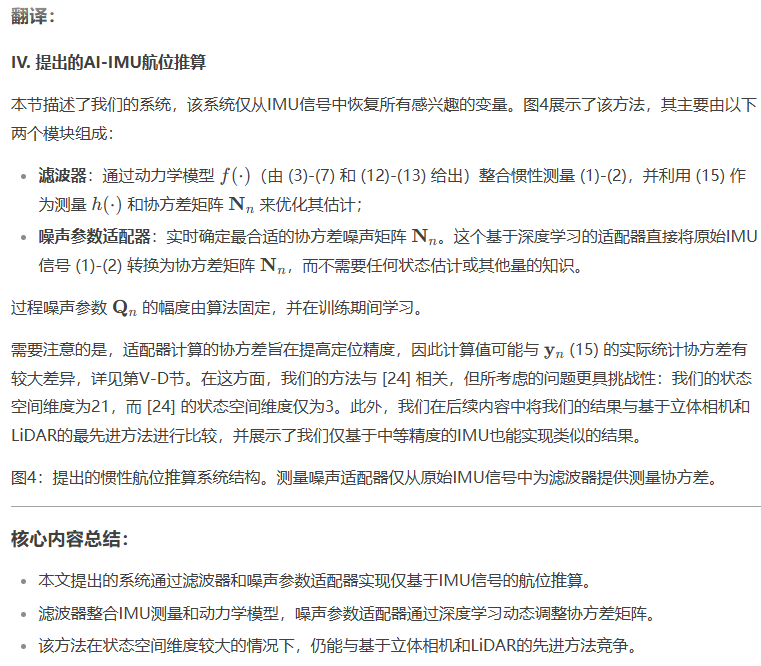 翻译：
IV. 提出的AI-IMU航位推算
本节描述了我们的系统，该系统仅从IMU信号中恢复所有感兴趣的变量。图4展示了该方法，其主要由以下
两个模块组成：
• 滤波器：通过动力学模型 f(·)（由 (3)-(7) 和 (12)-(13) 给出）整合惯性测量 (1)-(2)，并利用 (15) 作
为测量 h(·) 和协方差矩阵 Nₙ 来优化其估计；
• 噪声参数适配器：实时确定最合适的协方差噪声矩阵 Nₙ。这个基于深度学习的适配器直接将原始IMU
信号 (1)-(2) 转换为协方差矩阵 Nₙ，而不需要任何状态估计或其他量的知识。
过程噪声参数 Qₙ 的幅度由算法固定，并在训练期间学习。
需要注意的是，适配器计算的协方差旨在提高定位精度，因此计算值可能与 yₙ (15) 的实际统计协方差有
较大差异，详见第V-D节。在这方面，我们的方法与 [24] 相关，但所考虑的问题更具挑战性：我们的状态
空间维度为21，而 [24] 的状态空间维度仅为3。此外，我们在后续内容中将我们的结果与基于立体相机和
LiDAR的最先进方法进行比较，并展示了我们仅基于中等精度的IMU也能实现类似的结果。
图4：提出的惯性航位推算系统结构。测量噪声适配器仅从原始IMU信号中为滤波器提供测量协方差。
核心内容总结：
• 本文提出的系统通过滤波器和噪声参数适配器实现仅基于IMU信号的航位推算。
• 滤波器整合IMU测量和动力学模型，噪声参数适配器通过深度学习动态调整协方差矩阵。
• 该方法在状态空间维度较大的情况下，仍能与基于立体相机和LiDAR的先进方法竞争。